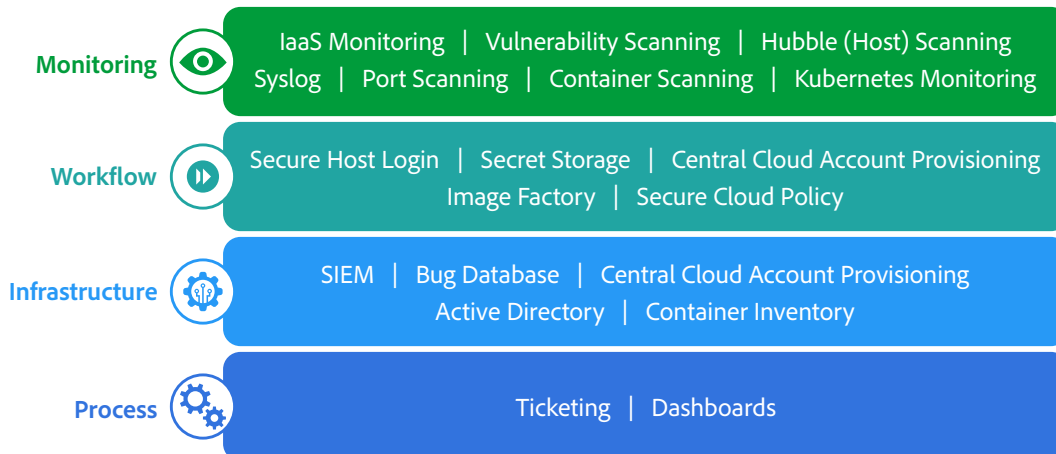 Monitoring
IaaS Monitoring | Vulnerability Scanning | Hubble (Host) Scanning
Syslog | Port Scanning | Container Scanning | Kubernetes Monitoring
Workflow
Secure Host Login | Secret Storage | Central Cloud Account Provisioning
Image Factory | Secure Cloud Policy
Infrastructure
SIEM | Bug Database | Central Cloud Account Provisioning
Active Directory | Container Inventory
Process
Ticketing | Dashboards